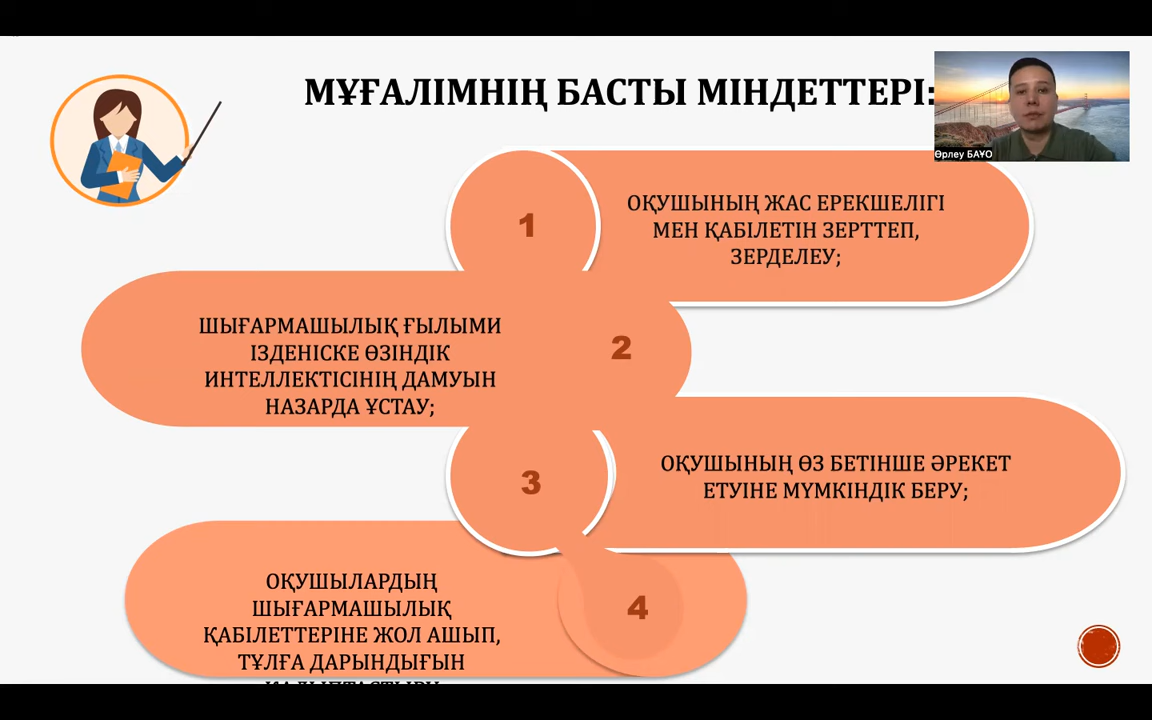 МҰҒАЛІМНІҢ БАСТЫ МІНДЕТТЕРІ:
Өрлеу БАҰО
1
ОҚУШЫНЫҢ ЖАС ЕРЕКШЕЛІГІ
МЕН ҚАБІЛЕТІН ЗЕРТТЕП,
ЗЕРДЕЛЕУ;
ШЫҒАРМАШЫЛЫҚ ҒЫЛЫМИ
ІЗДЕНІСКЕ ӨЗІНДІК
ИНТЕЛЛЕКТІСІНІҢ ДАМУЫН
НАЗАРДА ҰСТАУ;
2
3
ОҚУШЫНЫҢ ӨЗ БЕТІНШЕ ӘРЕКЕТ
ЕТУІНЕ МҮМКІНДІК БЕРУ;
ОҚУШЫЛАРДЫҢ
ШЫҒАРМАШЫЛЫҚ
ҚАБІЛЕТТЕРІНЕ ЖОЛ АШЫП,
ТҰЛҒА ДАРЫНДЫҒЫН
4